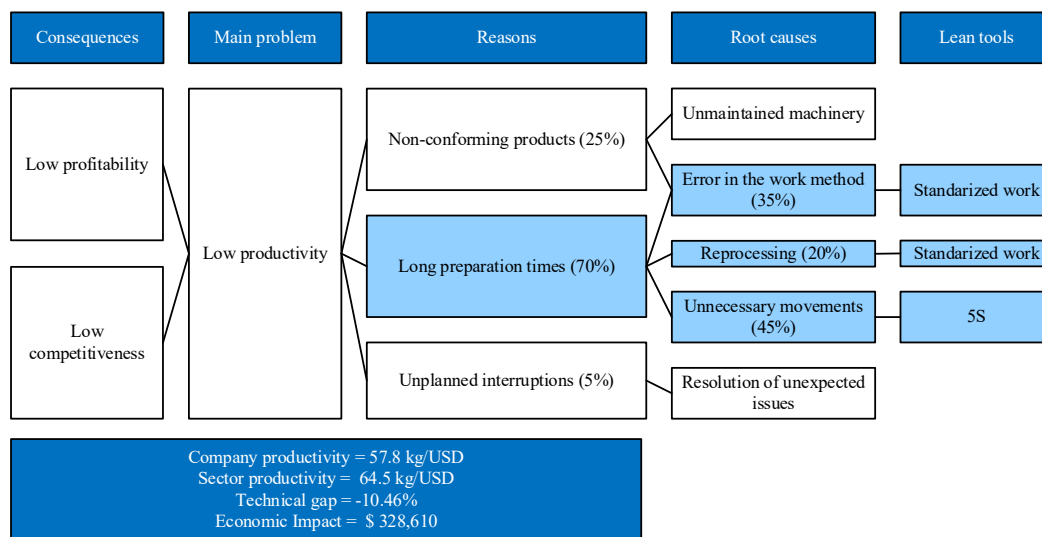 Consequences
Main problem
Reasons
Root causes
Lean tools
Low profitability
Low
competitiveness
Low productivity
Non-conforming products (25%)
Long preparation times (70%)
Unplanned interruptions (5%)
Unmaintained machinery
Error in the work method
(35%)
Reprocessing (20%)
Unnecessary movements
(45%)
Resolution of unexpected
issues
Standarized work
Standarized work
5S
Company productivity = 57.8 kg/USD
Sector productivity =  64.5 kg/USD
Technical gap = -10.46%
Economic Impact =  $ 328,610